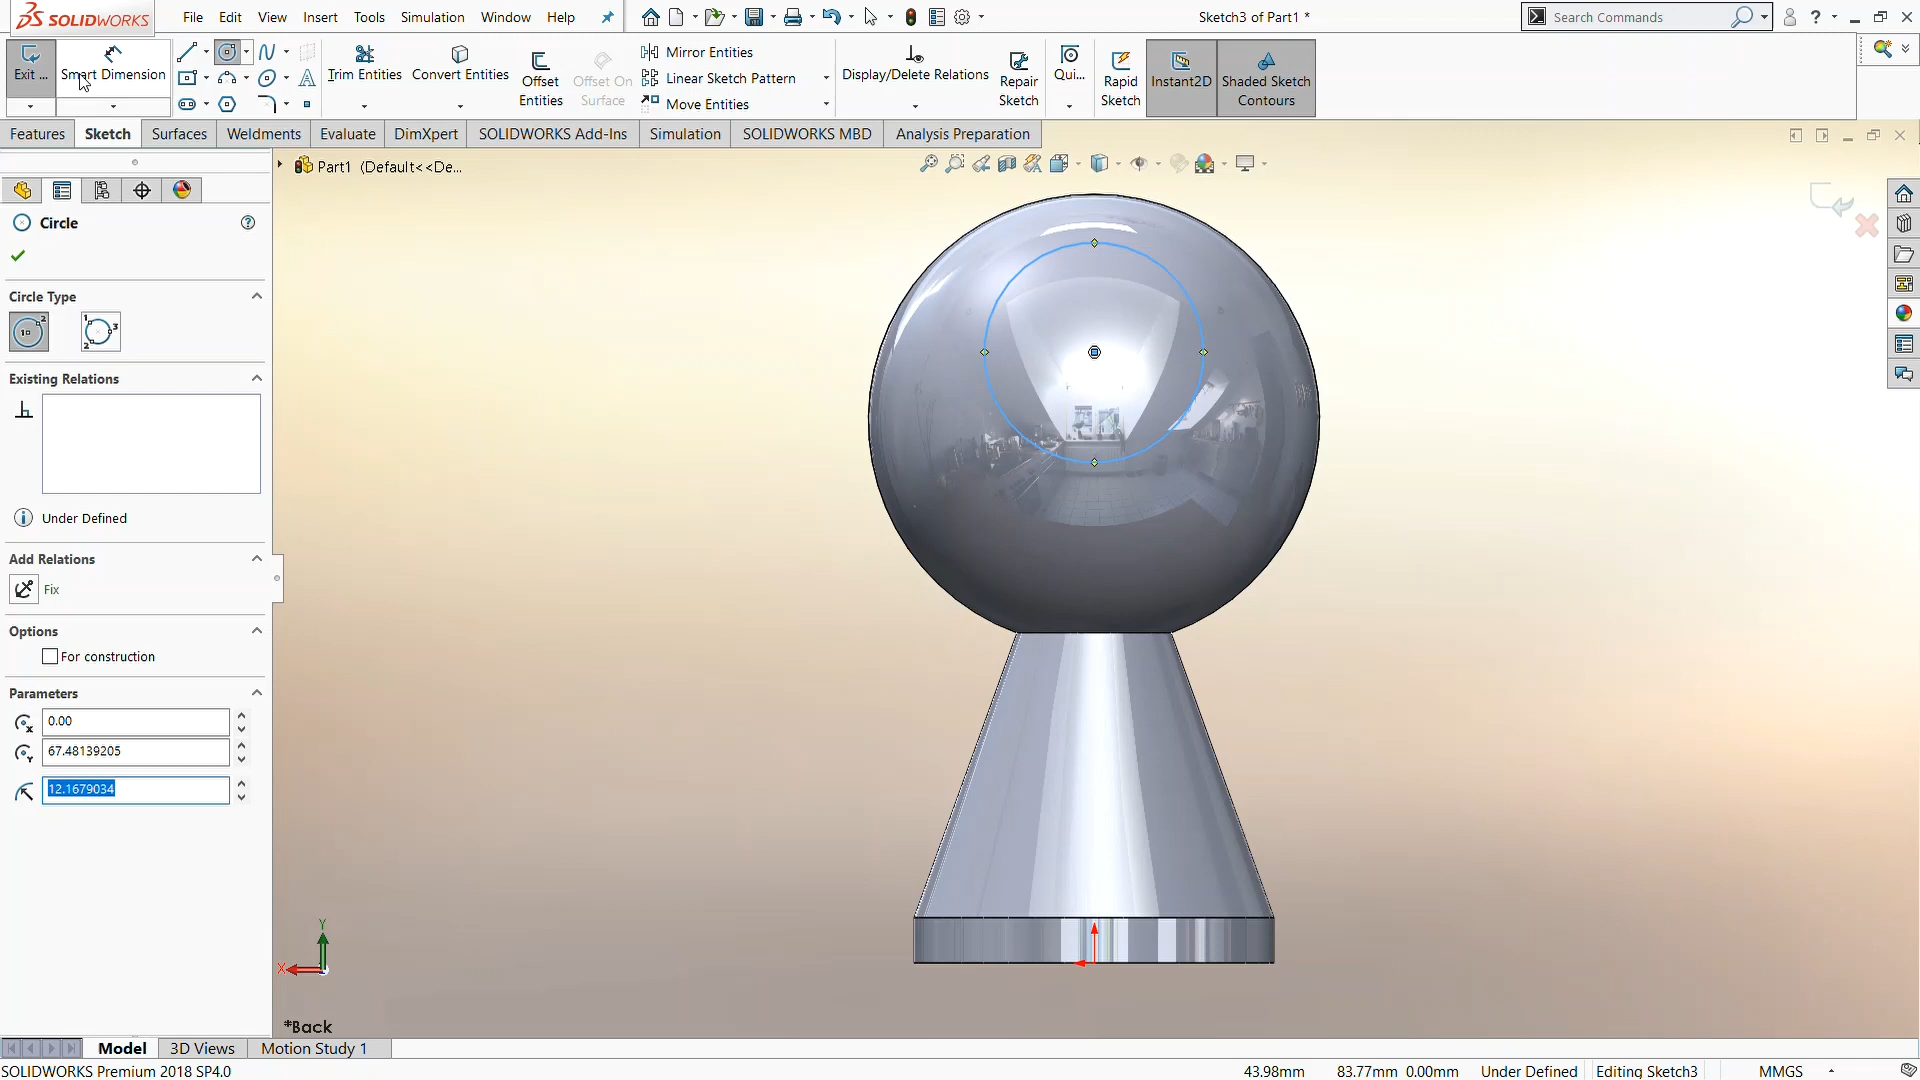 SOLIDWORKS
File Edit View Insert Tools Simulation Window Help
Sketch3 of Part1 *
Search Commands
Exit ...
Smart Dimension
Trim Entities
Convert Entities
Offset Entities
Offset On Surface
Mirror Entities
Linear Sketch Pattern
Move Entities
Display/Delete Relations
Repair Sketch
Qui...
Rapid Sketch
Instant2D
Shaded Sketch Contours
Features Sketch Surfaces Weldments Evaluate DimXpert SOLIDWORKS Add-Ins Simulation SOLIDWORKS MBD Analysis Preparation
Part1 (Default<<De...
Circle
Circle Type
Existing Relations
Under Defined
Add Relations
Fix
Options
For construction
Parameters
0.00
67.48139205
12.1679034
Y
X
*Back
Model 3D Views Motion Study 1
SOLIDWORKS Premium 2018 SP4.0
43.98mm 83.77mm 0.00mm Under Defined Editing Sketch3 MMGS